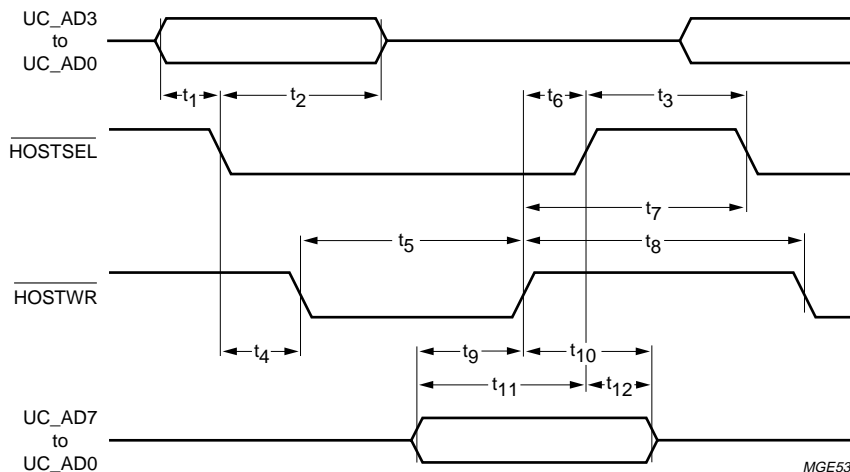 UC_AD3
to
UC_AD0
t1
t2
t6
t3
HOSTSEL
t7
t5
t8
HOSTWR
t4
t9
t10
t11
t12
UC_AD7
to
UC_AD0
MGE53